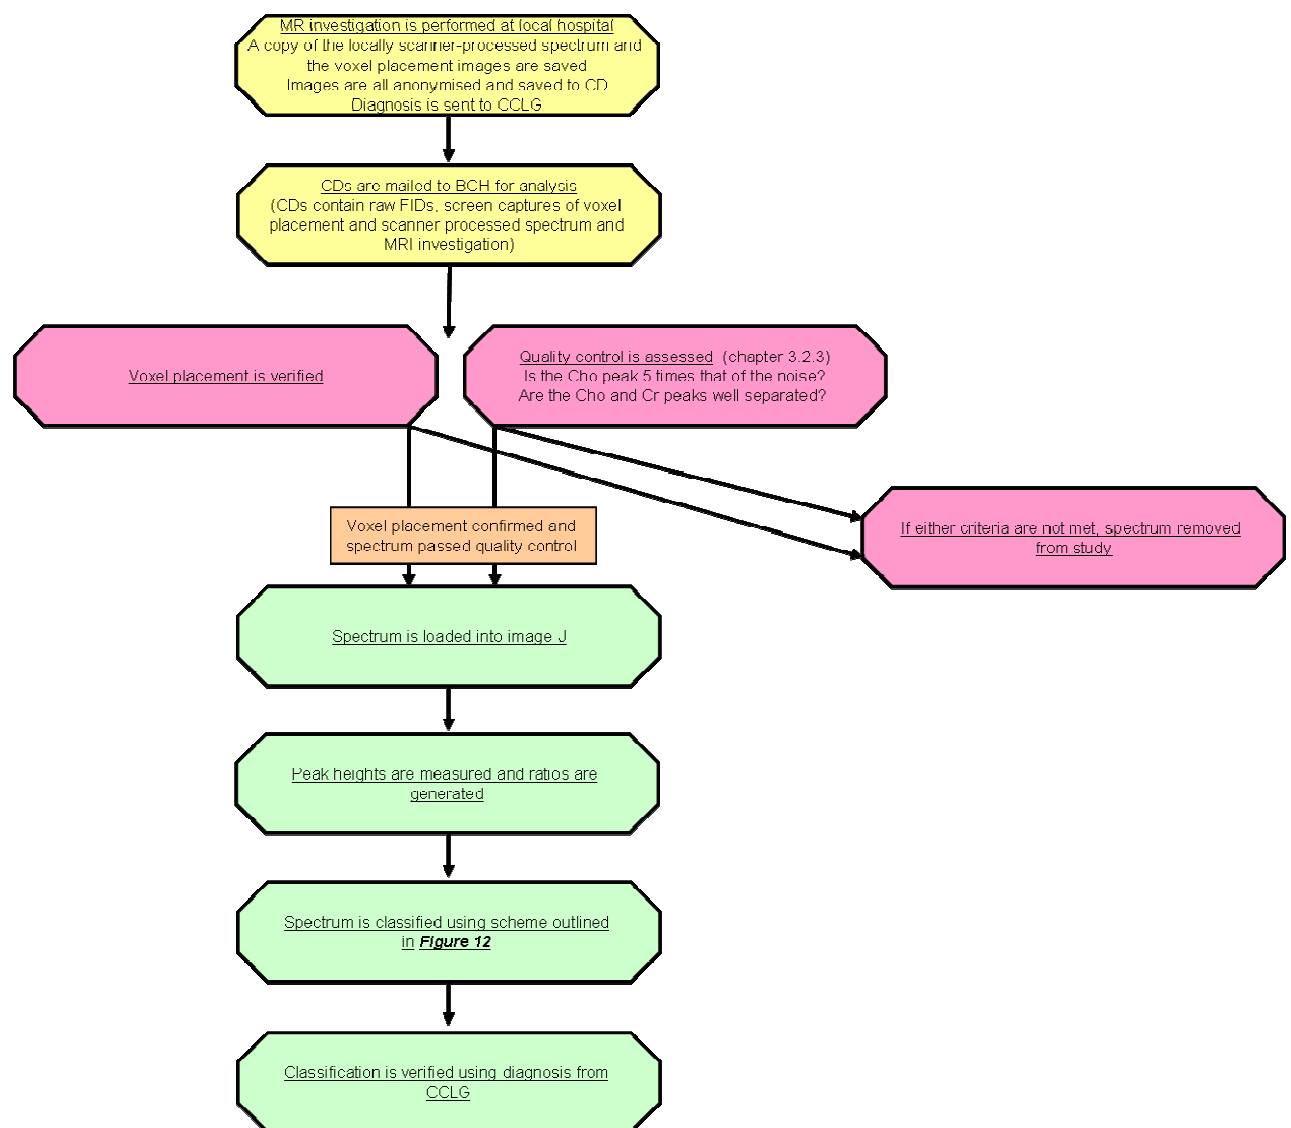 MR investigation is performed at local hospital
A copy of the locally scanner-processed spectrum and
the voxel placement images are saved
Images are all anonymised and saved to CD
Diagnosis is sent to CCLG
CDs are mailed to BCH for analysis
(CDs contain raw FIDs, screen captures of voxel
placement and scanner processed spectrum and
MRI investigation)
Voxel placement is verified
Quality control is assessed (chapter 3.2.3)
Is the Cho peak 5 times that of the noise?
Are the Cho and Cr peaks well separated?
Voxel placement confirmed and
spectrum passed quality control
If either criteria are not met, spectrum removed
from study
Spectrum is loaded into image J
Peak heights are measured and ratios are
generated
Spectrum is classified using scheme outlined
in Figure 12
Classification is verified using diagnosis from
CCLG